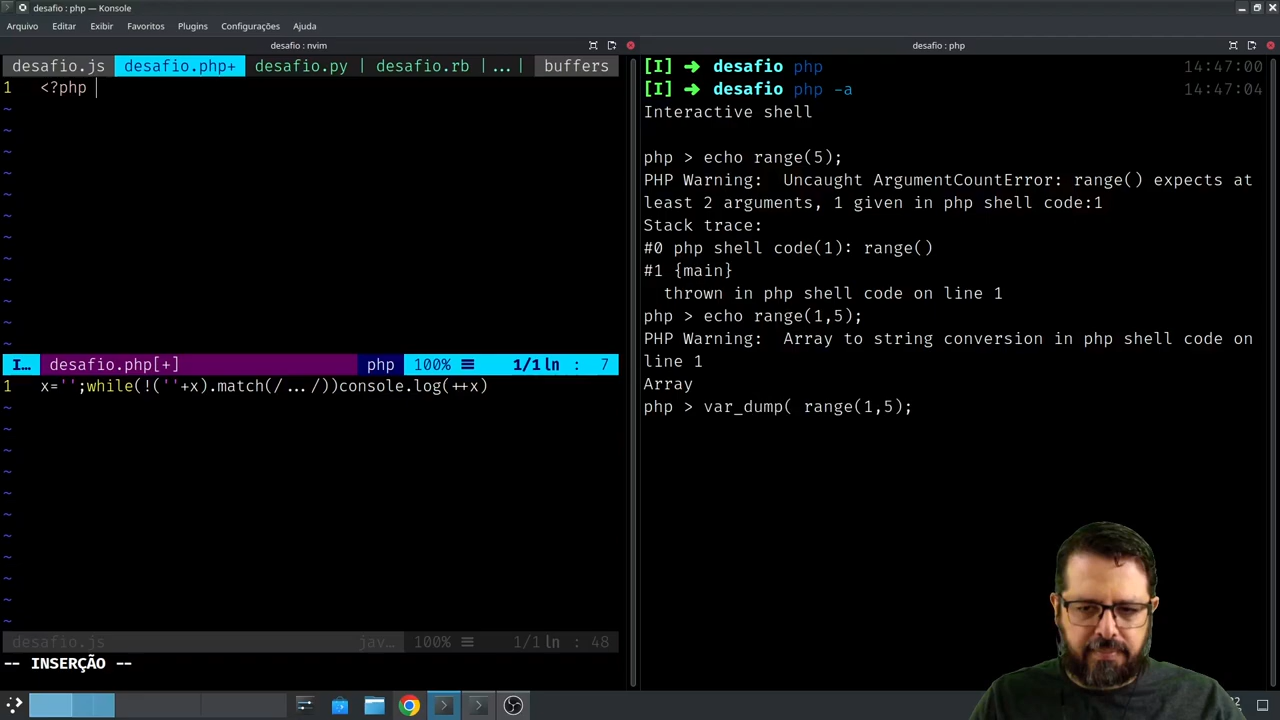 desafio : php — Konsole
Arquivo Editar Exibir Favoritos Plugins Configurações Ajuda
desafio : nvim
desafio.js desafio.php+ desafio.py | desafio.rb |...| buffers
1 <?php
~
~
~
~
~
~
~
~
~
~
~
I... desafio.php[+] php 100% ≡ 1/1 ln : 7
1 x='';while(!(''+x).match(/.../))console.log(++x)
~
~
~
~
~
~
~
~
~
~
desafio.js jav... 100% ≡ 1/1 ln : 48
-- INSERÇÃO --
desafio : php
[I] ➜ desafio php 14:47:00
[I] ➜ desafio php -a 14:47:04
Interactive shell
php > echo range(5);
PHP Warning:  Uncaught ArgumentCountError: range() expects at
least 2 arguments, 1 given in php shell code:1
Stack trace:
#0 php shell code(1): range()
#1 {main}
  thrown in php shell code on line 1
php > echo range(1,5);
PHP Warning:  Array to string conversion in php shell code on
line 1
Array
php > var_dump( range(1,5);